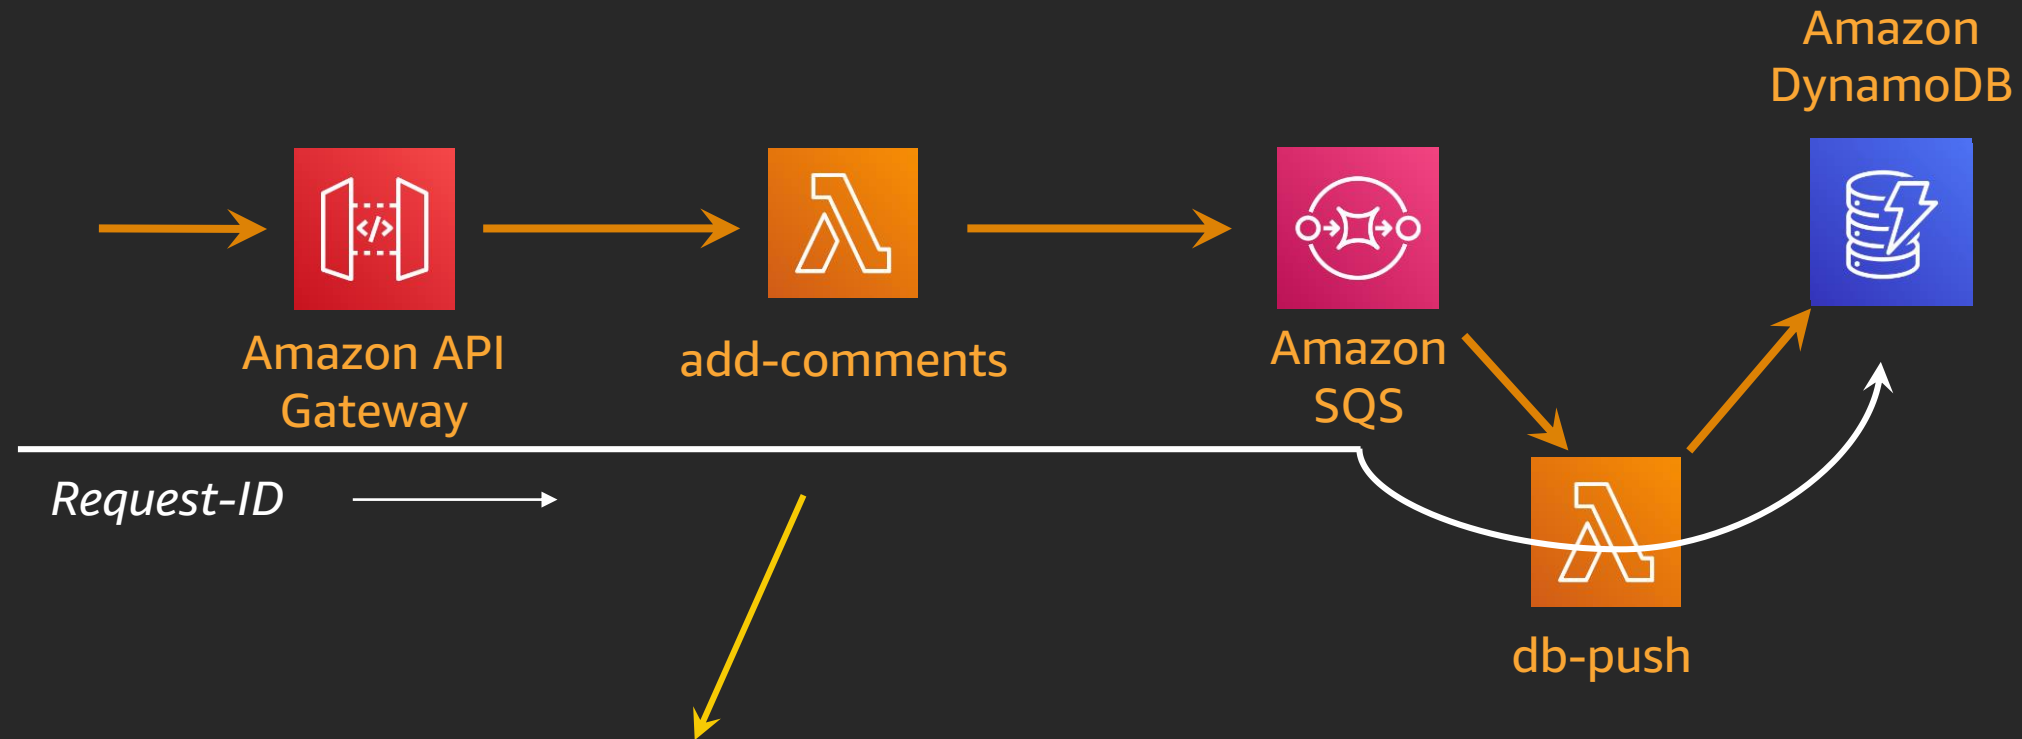 Amazon
DynamoDB
</>
Amazon API
Gateway
add-comments
Amazon
SQS
Request-ID
db-push